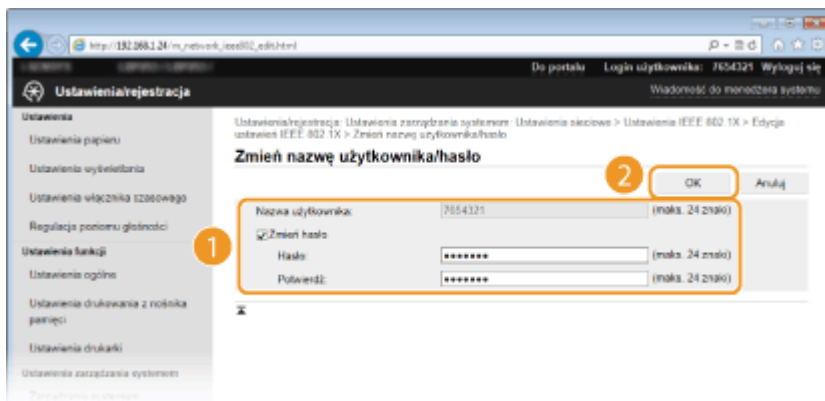 http://192.168.1.24/m_network_ieee802_edit.html
Do portalu Login użytkownika: 7654321 Wyloguj się
Ustawienia/rejestracja
Wiadomość do menedżera systemu
Ustawienia
Ustawienia papieru
Ustawienia wyświetlania
Ustawienia włącznika czasowego
Regulacja poziomu głośności
Ustawienia funkcji
Ustawienia ogólne
Ustawienia drukowania z nośnika
pamięci
Ustawienia drukarki
Ustawienia zarządzania systemem
Zarządzanie systemem
Ustawienia/rejestracja: Ustawienia zarządzania systemem: Ustawienia sieciowe > Ustawienia IEEE 802.1X > Edycja
ustawień IEEE 802.1X > Zmień nazwę użytkownika/hasło
Zmień nazwę użytkownika/hasło
2
OK Anuluj
1
Nazwa użytkownika: 7654321 (maks. 24 znaki)
Zmień hasło
Hasło: ••••••• (maks. 24 znaki)
Potwierdź: ••••••• (maks. 24 znaki)